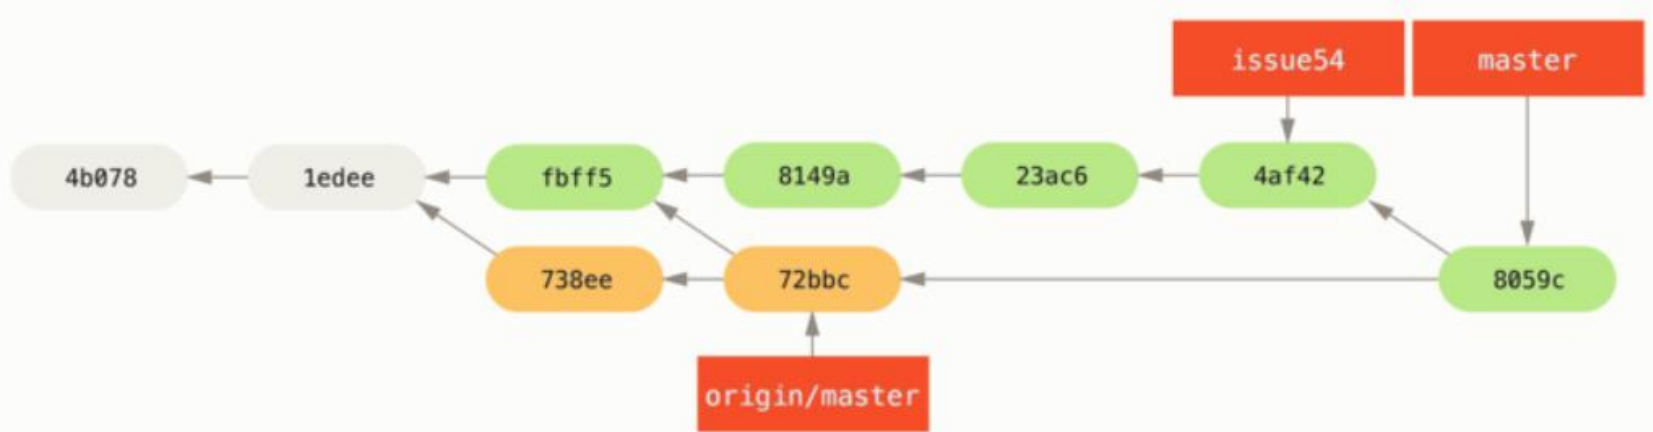 issue54
master
4b078
1edee
fbff5
8149a
23ac6
4af42
738ee
72bbc
8059c
origin/master